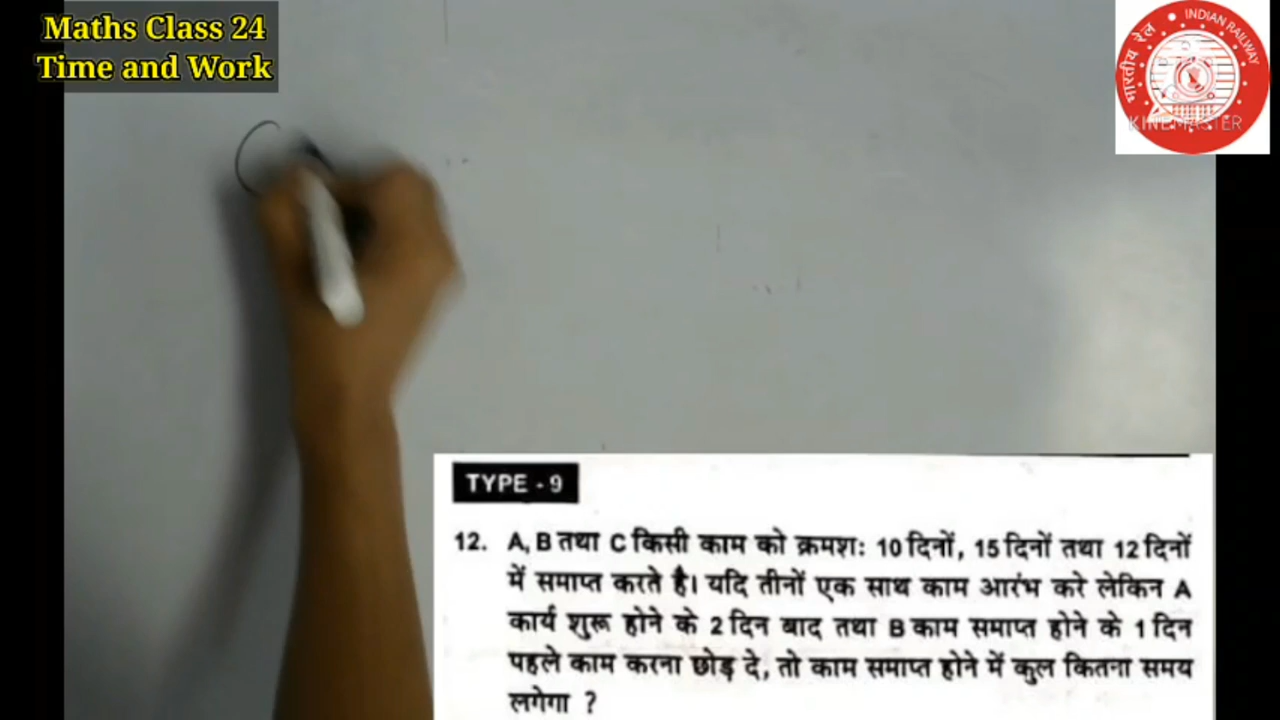 Maths Class 24
Time and Work
INDIAN RAILWAY
भारतीय रेल
KINEMASTER
TYPE - 9
12. A, B तथा C किसी काम को क्रमशः 10 दिनों, 15 दिनों तथा 12 दिनों
में समाप्त करते है। यदि तीनों एक साथ काम आरंभ करे लेकिन A
कार्य शुरू होने के 2 दिन बाद तथा B काम समाप्त होने के 1 दिन
पहले काम करना छोड़ दे, तो काम समाप्त होने में कुल कितना समय
लगेगा ?